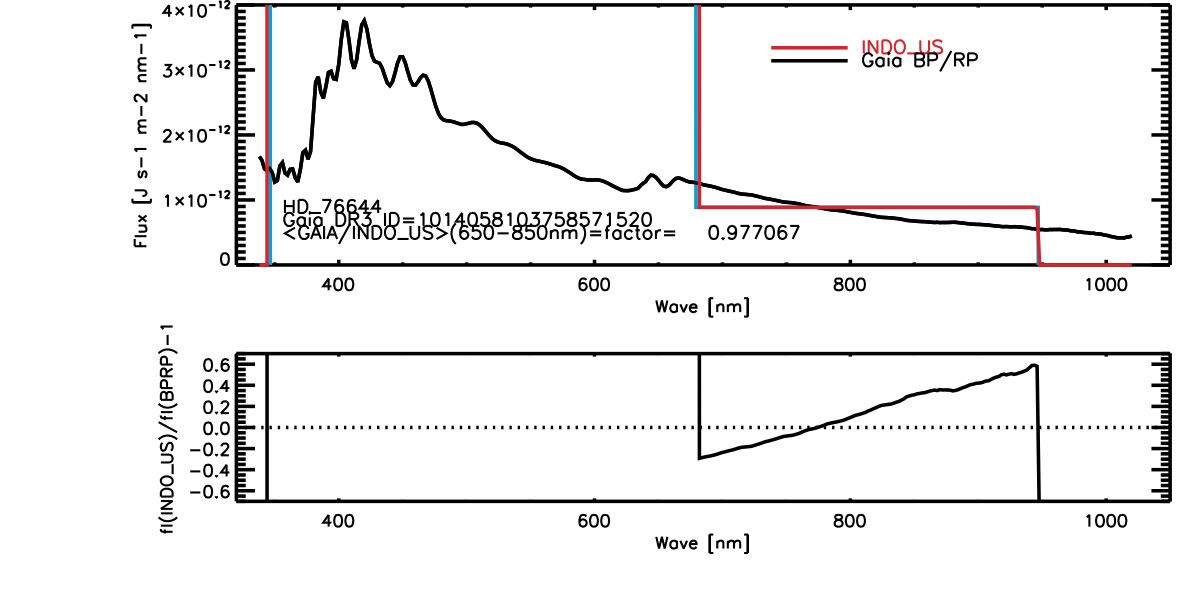 4×10−12
3×10−12
2×10−12
1×10−12
0
Flux [J s−1 m−2 nm−1]
INDO_US
Gaia BP/RP
HD_76644
Gaia DR3 ID=1014058103758571520
<GAIA/INDO_US>(650−850nm)=factor= 0.977067
400 600 800 1000
Wave [nm]
fl(INDO_US)/fl(BPRP)−1
0.6
0.4
0.2
0.0
−0.2
−0.4
−0.6
400 600 800 1000
Wave [nm]